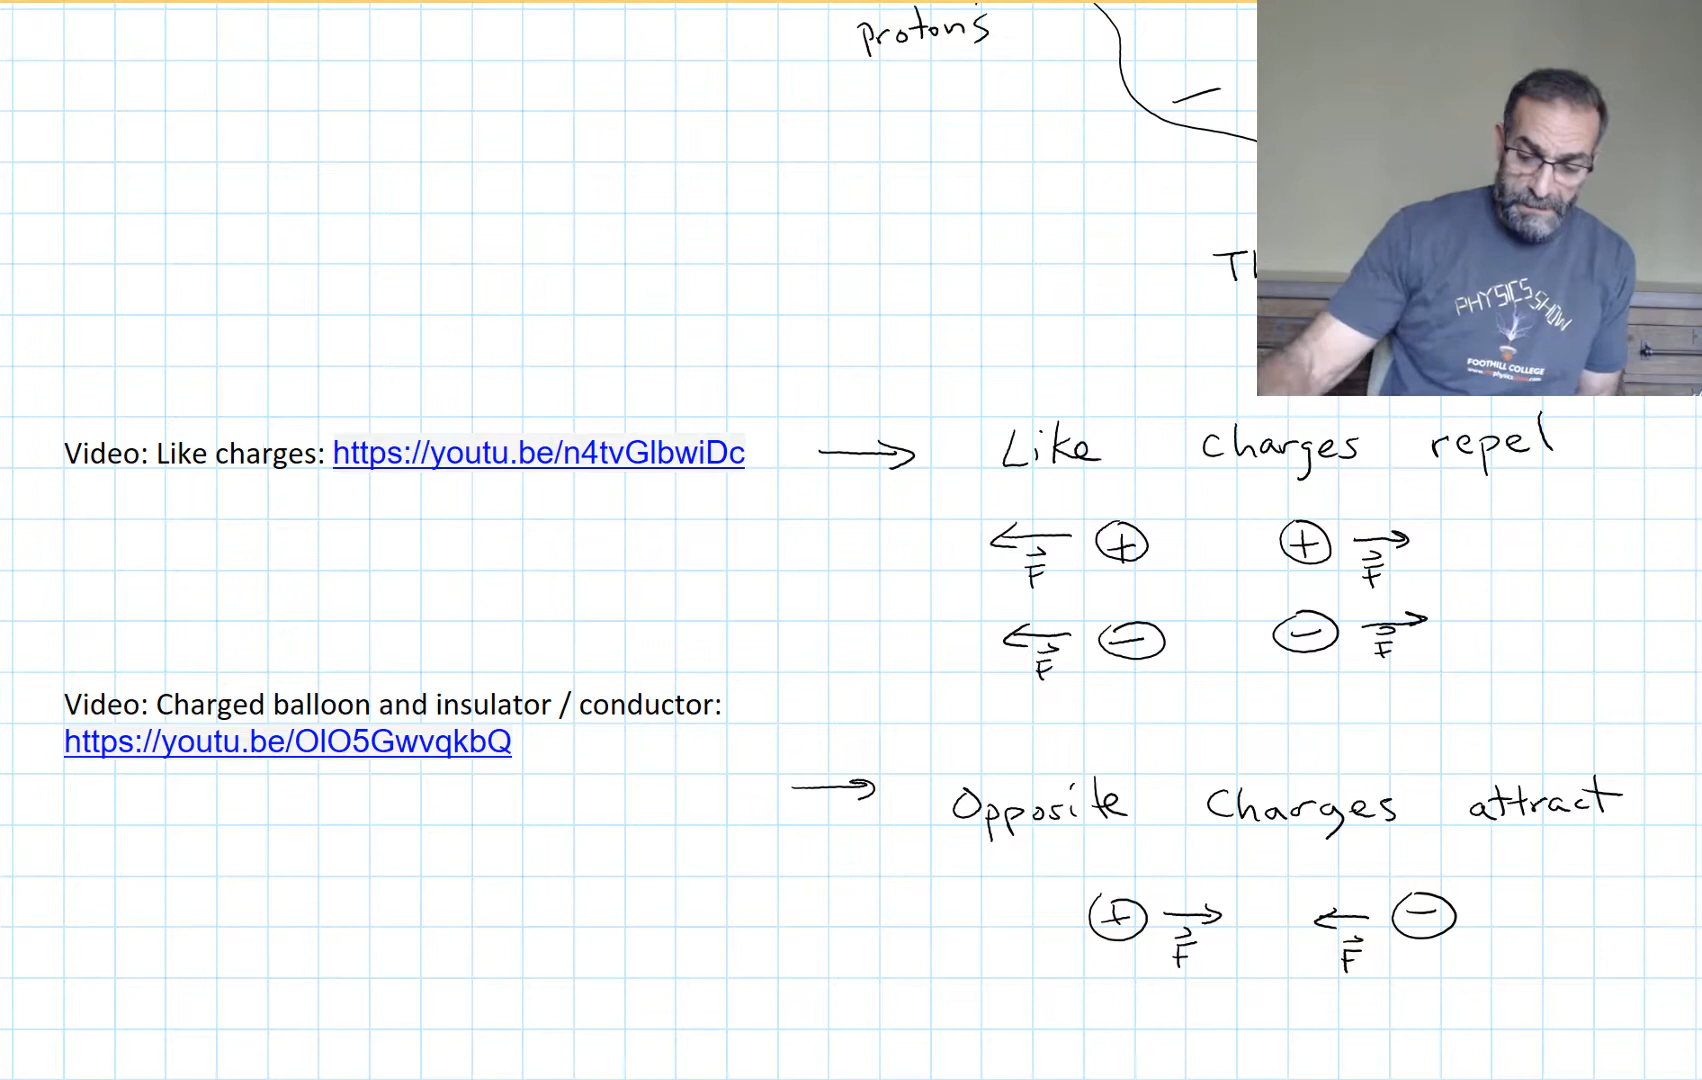 protons
Th
PHYSICS SHOW
FOOTHILL COLLEGE
Video: Like charges: https://youtu.be/n4tvGlbwiDc → Like charges repel
← + + →
F F
← − − →
F F
Video: Charged balloon and insulator / conductor:
https://youtu.be/OlO5GwvqkbQ
→ Opposite Charges attract
+ → ← −
F F